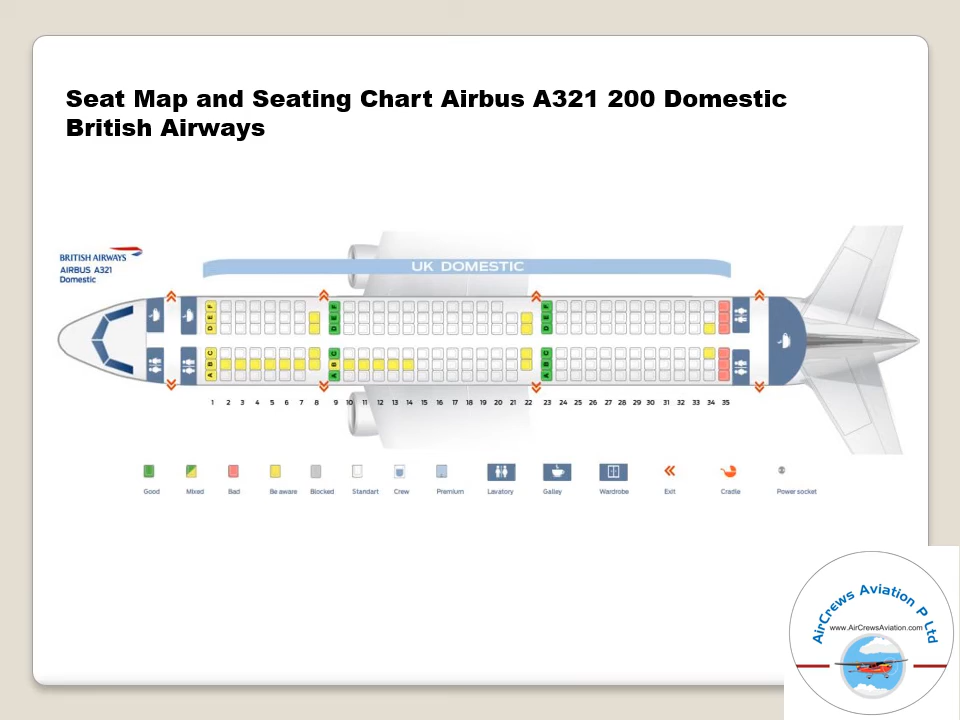 Seat Map and Seating Chart Airbus A321 200 Domestic
British Airways
BRITISH AIRWAYS
AIRBUS A321
Domestic
UK DOMESTIC
F F F
E E E
D D D
C C C
B B B
A A A
1 2 3 4 5 6 7 8 9 10 11 12 13 14 15 16 17 18 19 20 21 22 23 24 25 26 27 28 29 30 31 32 33 34 35
Good Mixed Bad Be aware Blocked Standart Crew Premium Lavatory Galley Wardrobe Exit Cradle Power socket
AirCrews Aviation P Ltd
www.AirCrewsAviation.com